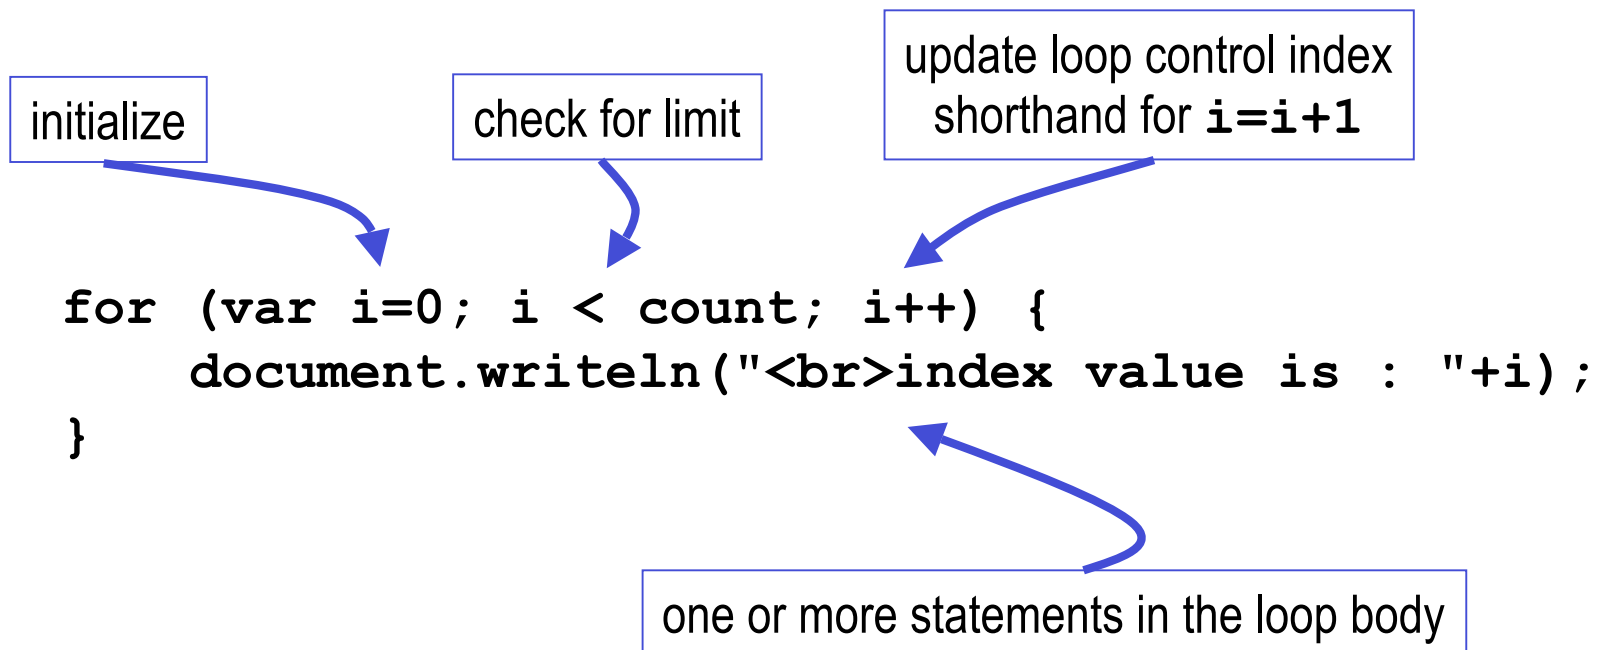 initialize
check for limit
update loop control index
shorthand for i=i+1
for (var i=0; i < count; i++) {
document.writeln("<br>index value is : "+i);
}
one or more statements in the loop body